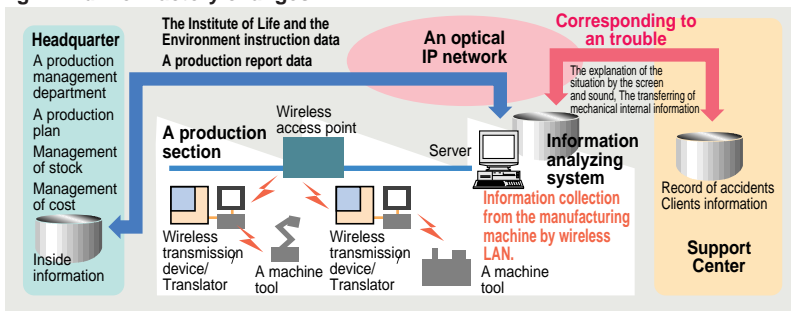 Headquarter
A production
management
department
A production
plan
Management
of stock
Management
of cost
Inside
information
The Institute of Life and the
Environment instruction data
A production report data
An optical
IP network
Corresponding to
an trouble
The explanation of the
situation by the screen
and sound, The transferring of
mechanical internal information
A production
section
Wireless
access point
Server
Information
analyzing
system
Information collection
from the manufacturing
machine by wireless
LAN.
Wireless
transmission
device/
Translator
A machine
tool
Wireless
transmission
device/
Translator
A machine
tool
Record of accidents
Clients information
Support
Center